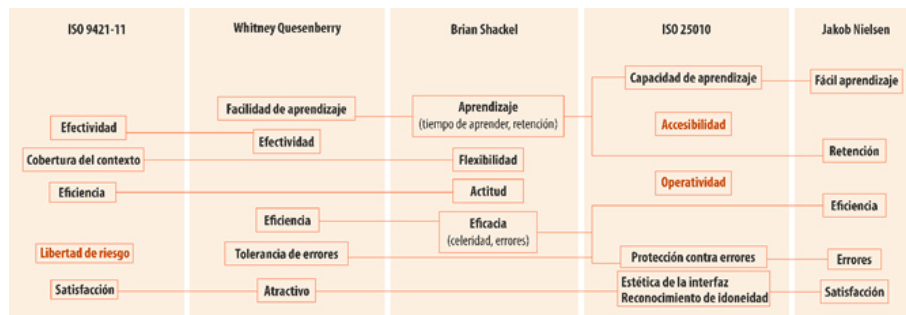 ISO 9421-11
Whitney Quesenberry
Brian Shackel
ISO 25010
Jakob Nielsen
Capacidad de aprendizaje
Fácil aprendizaje
Facilidad de aprendizaje
Aprendizaje
(tiempo de aprender, retención)
Accesibilidad
Efectividad
Efectividad
Cobertura del contexto
Flexibilidad
Retención
Eficiencia
Actitud
Operatividad
Eficiencia
Eficiencia
Eficacia
(celeridad, errores)
Libertad de riesgo
Tolerancia de errores
Protección contra errores
Errores
Satisfacción
Atractivo
Estética de la interfaz
Reconocimiento de idoneidad
Satisfacción